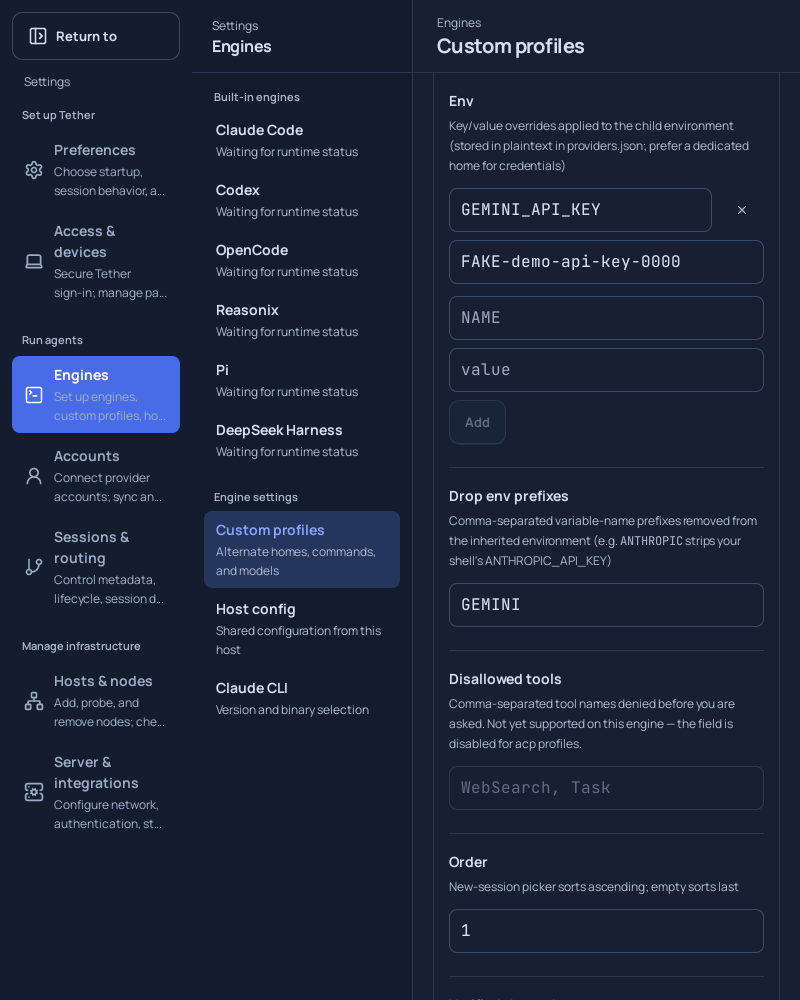 Return to
Settings
Set up Tether
Preferences
Choose startup,
session behavior, a...
Access &
devices
Secure Tether
sign-in; manage pa...
Run agents
Engines
Set up engines,
custom profiles, ho...
Accounts
Connect provider
accounts; sync an...
Sessions &
routing
Control metadata,
lifecycle, session d...
Manage infrastructure
Hosts & nodes
Add, probe, and
remove nodes; che...
Server &
integrations
Configure network,
authentication, st...
Settings
Engines
Built-in engines
Claude Code
Waiting for runtime status
Codex
Waiting for runtime status
OpenCode
Waiting for runtime status
Reasonix
Waiting for runtime status
Pi
Waiting for runtime status
DeepSeek Harness
Waiting for runtime status
Engine settings
Custom profiles
Alternate homes, commands,
and models
Host config
Shared configuration from this
host
Claude CLI
Version and binary selection
Engines
Custom profiles
Env
Key/value overrides applied to the child environment
(stored in plaintext in providers.json; prefer a dedicated
home for credentials)
GEMINI_API_KEY
FAKE-demo-api-key-0000
NAME
value
Add
Drop env prefixes
Comma-separated variable-name prefixes removed from
the inherited environment (e.g. ANTHROPIC strips your
shell's ANTHROPIC_API_KEY)
GEMINI
Disallowed tools
Comma-separated tool names denied before you are
asked. Not yet supported on this engine — the field is
disabled for acp profiles.
WebSearch, Task
Order
New-session picker sorts ascending; empty sorts last
1